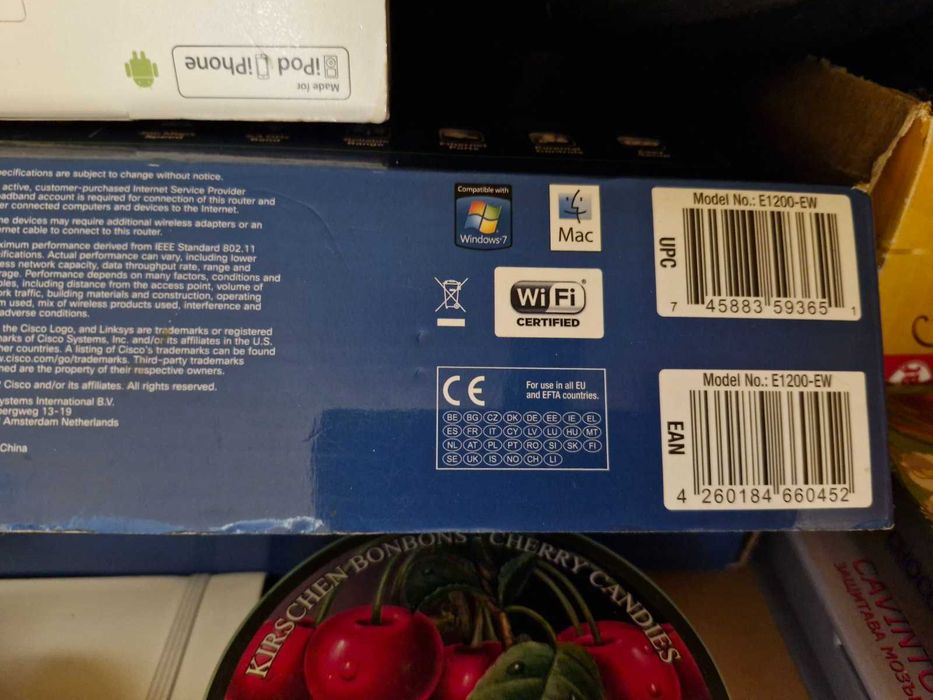 Made for
iPod iPhone
ecifications are subject to change without notice.
active, customer-purchased Internet Service Provider
adband account is required for connection of this router and
er connected computers and devices to the Internet.
ne devices may require additional wireless adapters or an
ernet cable to connect to this router.
ximum performance derived from IEEE Standard 802.11
ifications. Actual performance can vary, including lower
ess network capacity, data throughput rate, range and
rage. Performance depends on many factors, conditions and
bles, including distance from the access point, volume of
ork traffic, building materials and construction, operating
m used, mix of wireless products used, interference and
adverse conditions.
the Cisco Logo, and Linksys are trademarks or registered
marks of Cisco Systems, Inc. and/or its affiliates in the U.S.
her countries. A listing of Cisco's trademarks can be found
w.cisco.com/go/trademarks. Third-party trademarks
ned are the property of their respective owners.
Cisco and/or its affiliates. All rights reserved.
ystems International B.V.
bergweg 13-19
Amsterdam Netherlands
China
Compatible with
Windows 7
Mac
Wi Fi
CERTIFIED
CE
For use in all EU
and EFTA countries.
BE BG CZ DK DE EE IE EL
ES FR IT CY LV LU HU MT
NL AT PL PT RO SI SK FI
SE UK IS NO CH LI
Model No.: E1200-EW
UPC
7 45883 59365 1
Model No.: E1200-EW
EAN
4 260184 660452
KIRSCHEN-BONBONS - CHERRY CANDIES
CAVINTO
ЗАЩИТАВА МОЗЪ